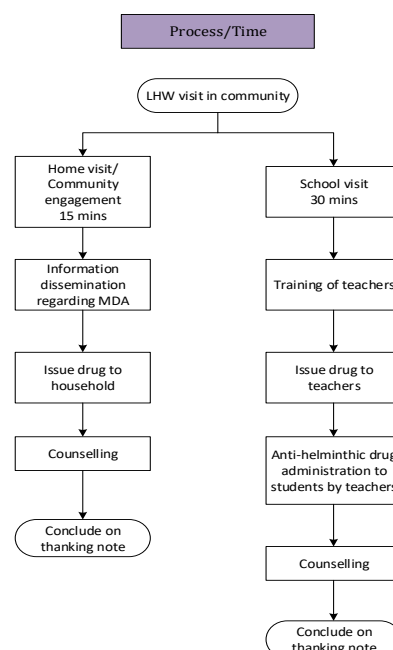 Process/Time
LHW visit in community
Home visit/
Community
engagement
15 mins
Information
dissemination
regarding MDA
Issue drug to
household
Counselling
Conclude on
thanking note
School visit
30 mins
Training of teachers
Issue drug to
teachers
Anti-helminthic drug
administration to
students by teachers
Counselling
Conclude on
thanking note